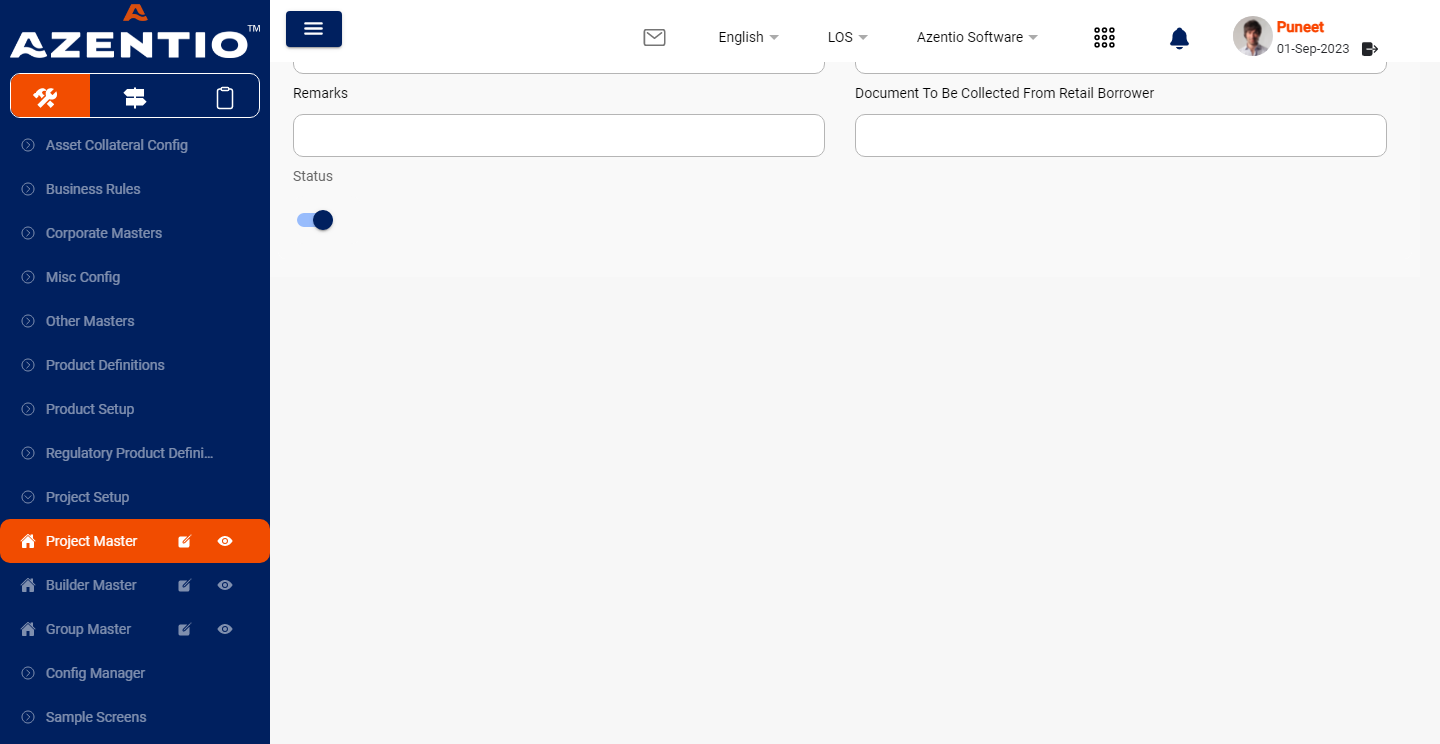 AZENTIO™
English
LOS
Azentio Software
Puneet
01-Sep-2023
Asset Collateral Config
Business Rules
Corporate Masters
Misc Config
Other Masters
Product Definitions
Product Setup
Regulatory Product Defini...
Project Setup
Project Master
Builder Master
Group Master
Config Manager
Sample Screens
Remarks
Document To Be Collected From Retail Borrower
Status